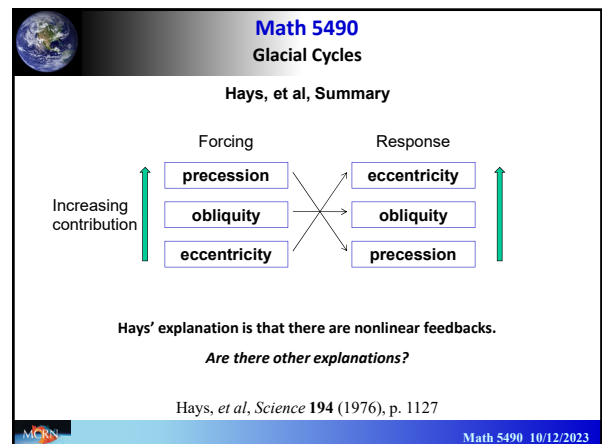 Math 5490
Glacial Cycles
Hays, et al, Summary
Forcing Response
precession eccentricity
Increasing
contribution
obliquity obliquity
eccentricity precession
Hays' explanation is that there are nonlinear feedbacks.
Are there other explanations?
Hays, et al, Science 194 (1976), p. 1127
MCRN
Math 5490 10/12/2023